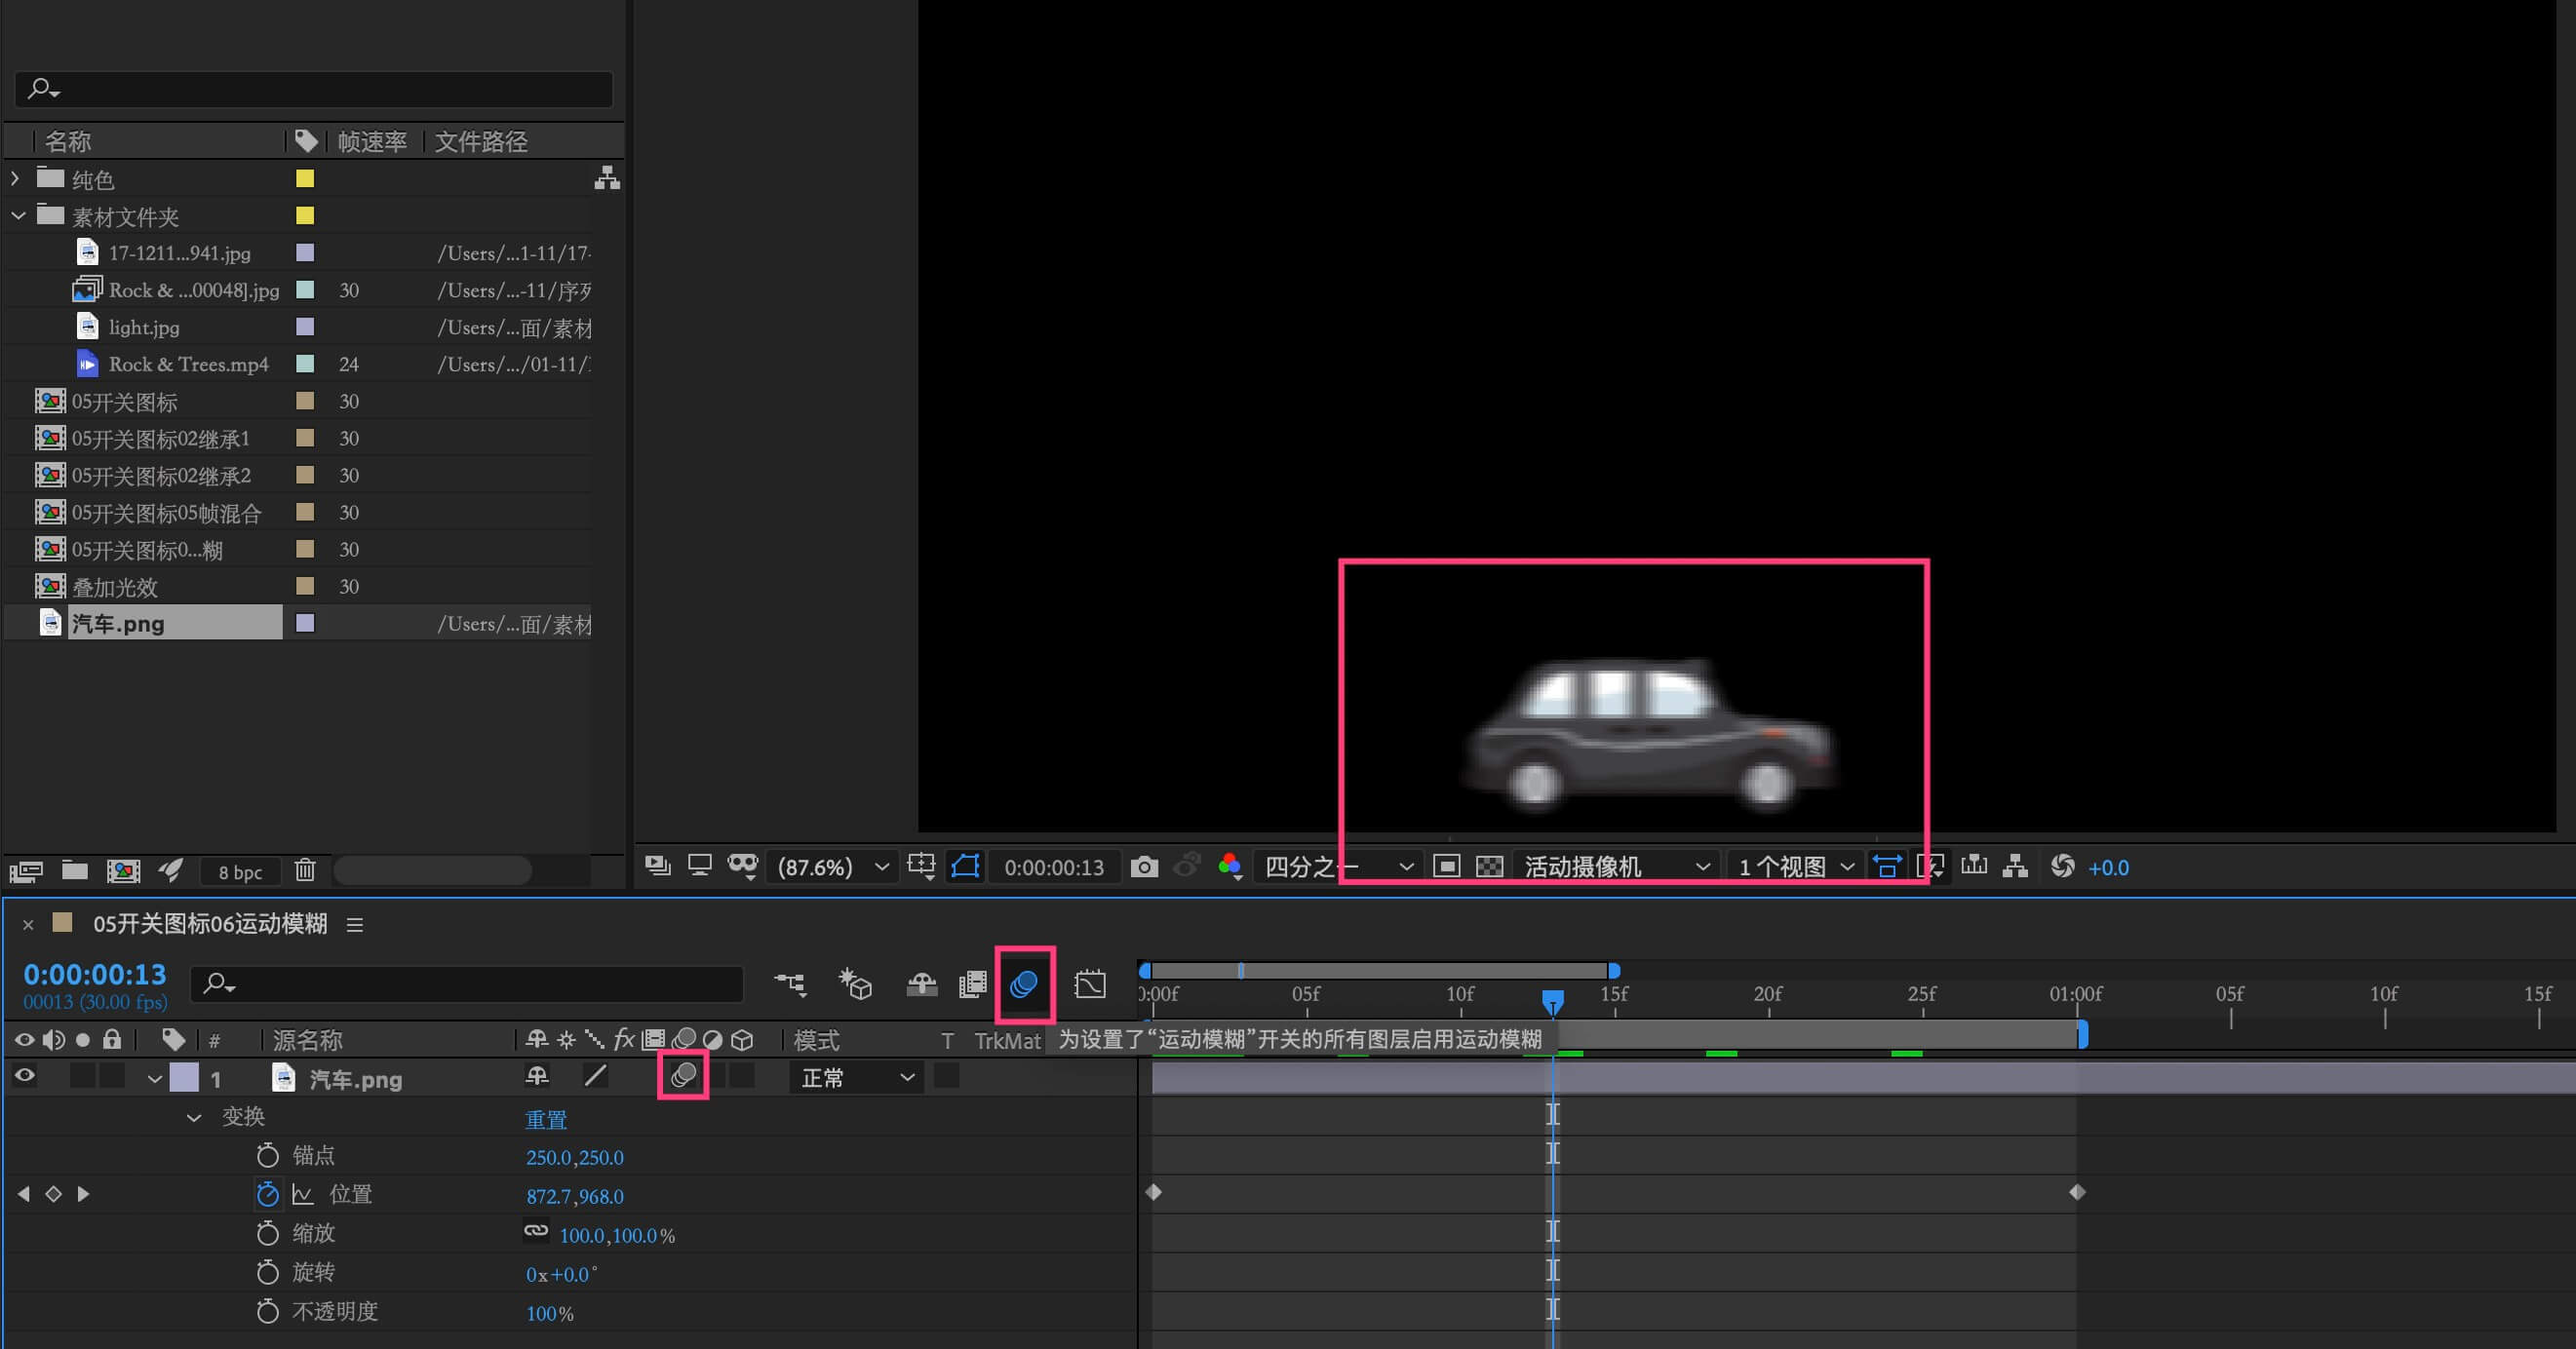 名称 帧速率 文件路径
纯色
素材文件夹
17-1211...941.jpg /Users/...1-11/17-
Rock & ...00048].jpg 30 /Users/...-11/序列
light.jpg /Users/...面/素材
Rock & Trees.mp4 24 /Users/.../01-11/
05开关图标 30
05开关图标02继承1 30
05开关图标02继承2 30
05开关图标05帧混合 30
05开关图标0...糊 30
叠加光效 30
汽车.png /Users/...面/素材
8 bpc
(87.6%) 0:00:00:13 四分之一 活动摄像机 1 个视图 +0.0
05开关图标06运动模糊
0:00:00:13
00013 (30.00 fps)
0:00f 05f 10f 15f 20f 25f 01:00f 05f 10f 15f
# 源名称 fx 模式 T TrkMat
为设置了“运动模糊”开关的所有图层启用运动模糊
1 汽车.png 正常
变换 重置
锚点 250.0,250.0
位置 872.7,968.0
缩放 100.0,100.0%
旋转 0x+0.0°
不透明度 100%